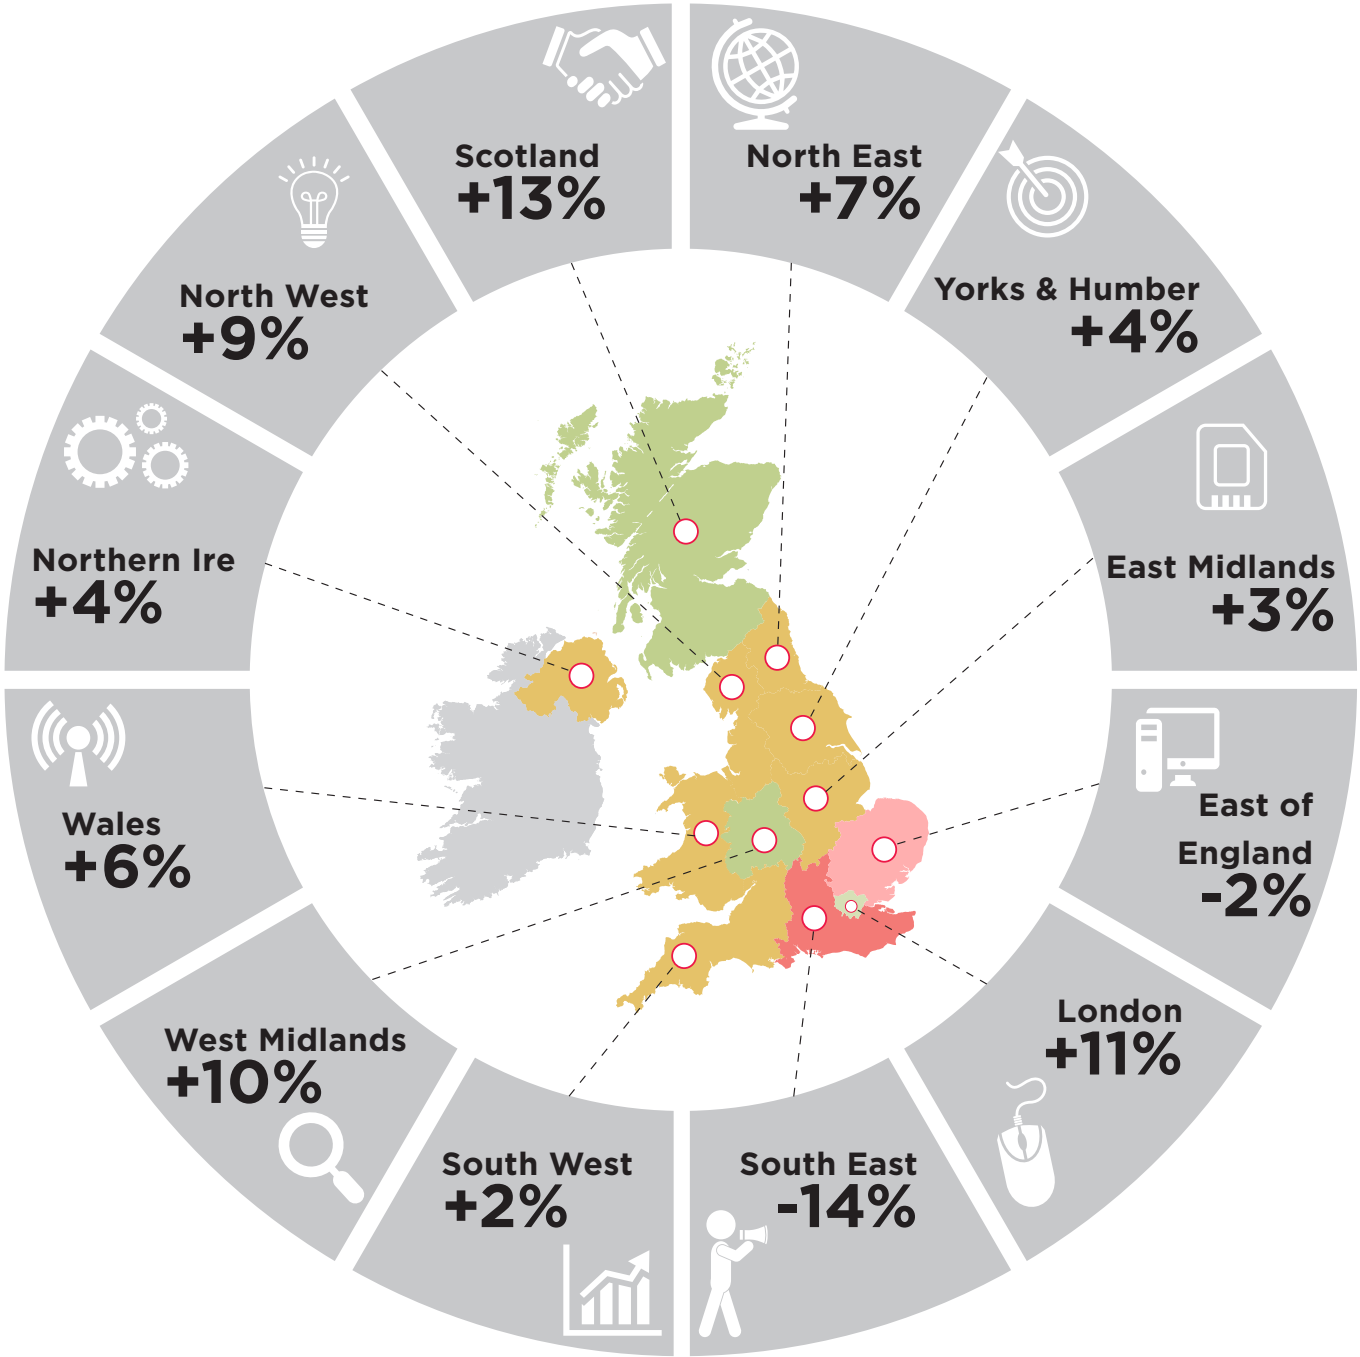 Scotland
+13%
North East
+7%
Yorks & Humber
+4%
East Midlands
+3%
East of
England
-2%
London
+11%
South East
-14%
South West
+2%
West Midlands
+10%
Wales
+6%
Northern Ire
+4%
North West
+9%